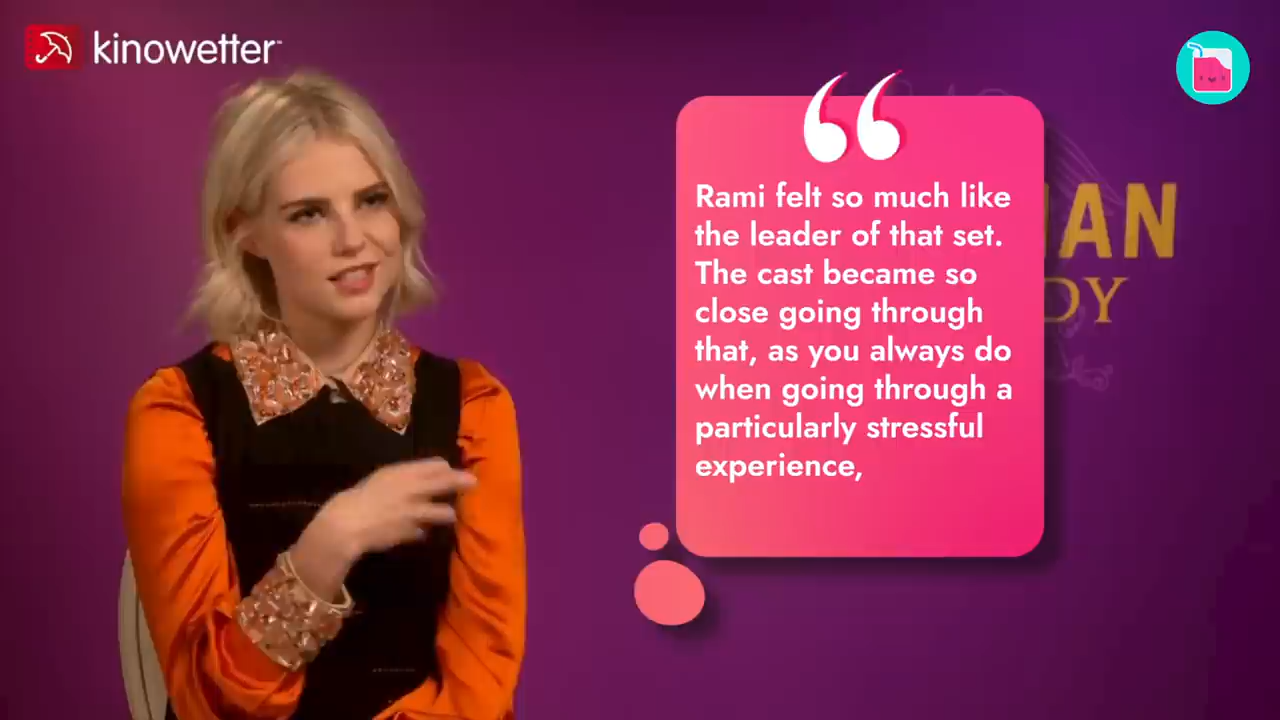 kinowetter™
Rami felt so much like
the leader of that set.
The cast became so
close going through
that, as you always do
when going through a
particularly stressful
experience,